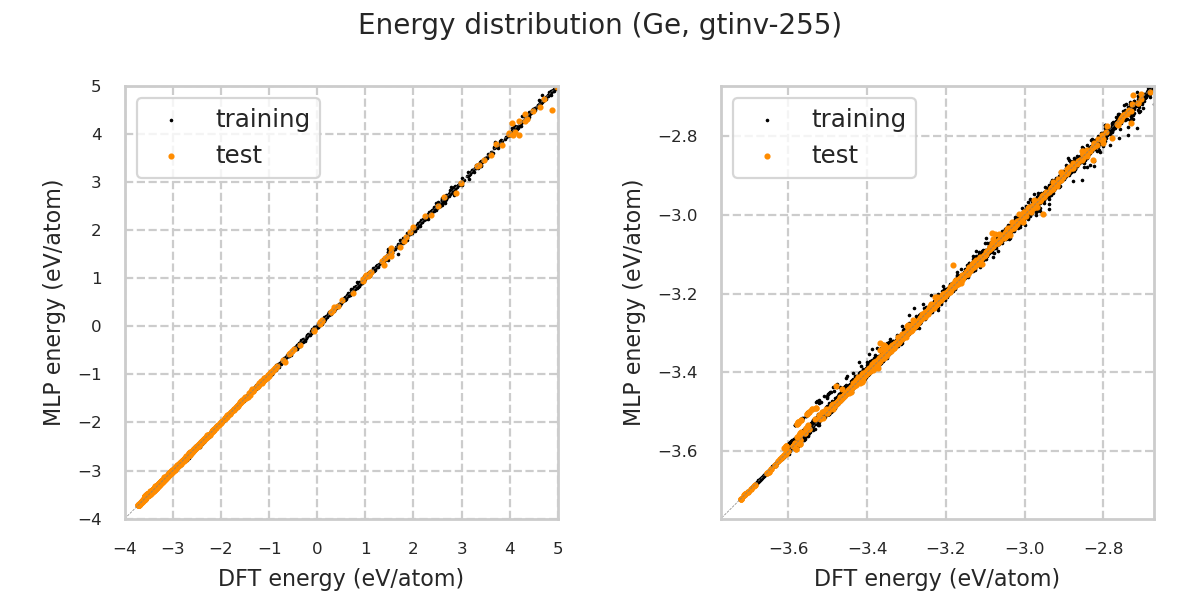 Energy distribution (Ge, gtinv-255)
training
test
5
4
3
2
1
0
−1
−2
−3
−4
−4 −3 −2 −1 0 1 2 3 4 5
MLP energy (eV/atom)
DFT energy (eV/atom)
training
test
−2.8
−3.0
−3.2
−3.4
−3.6
−3.6 −3.4 −3.2 −3.0 −2.8
MLP energy (eV/atom)
DFT energy (eV/atom)